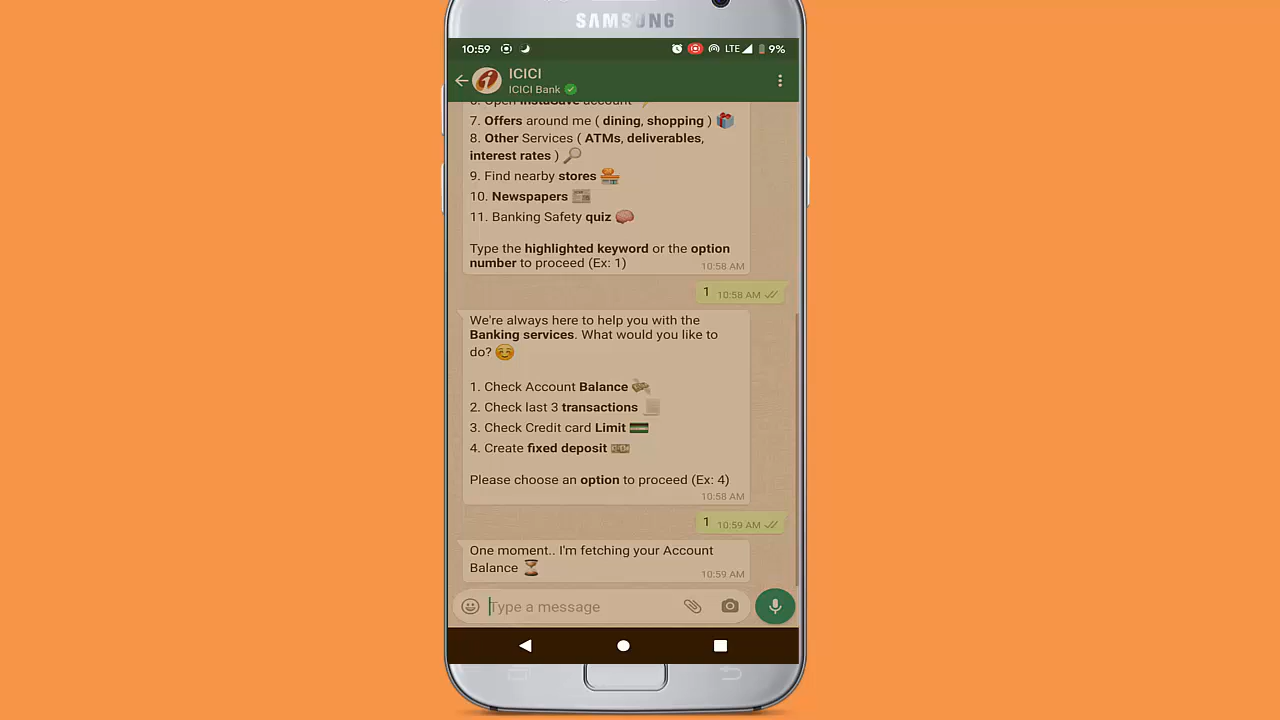 SAMSUNG
10:59
LTE
9%
ICICI
ICICI Bank
6. Open InstaSave account
7. Offers around me ( dining, shopping )
8. Other Services ( ATMs, deliverables,
interest rates )
9. Find nearby stores
10. Newspapers
11. Banking Safety quiz
Type the highlighted keyword or the option
number to proceed (Ex: 1)
10:58 AM
1 10:58 AM
We're always here to help you with the
Banking services. What would you like to
do?
1. Check Account Balance
2. Check last 3 transactions
3. Check Credit card Limit
4. Create fixed deposit
Please choose an option to proceed (Ex: 4)
10:58 AM
1 10:59 AM
One moment.. I'm fetching your Account
Balance
10:59 AM
Type a message